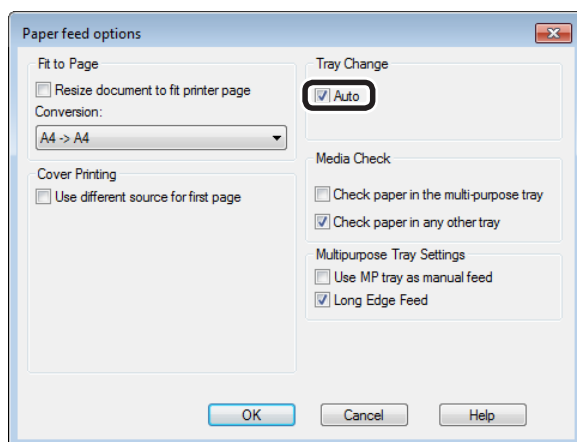 Paper feed options
Fit to Page
Resize document to fit printer page
Conversion:
A4 -> A4
Cover Printing
Use different source for first page
Tray Change
Auto
Media Check
Check paper in the multi-purpose tray
Check paper in any other tray
Multipurpose Tray Settings
Use MP tray as manual feed
Long Edge Feed
OK
Cancel
Help